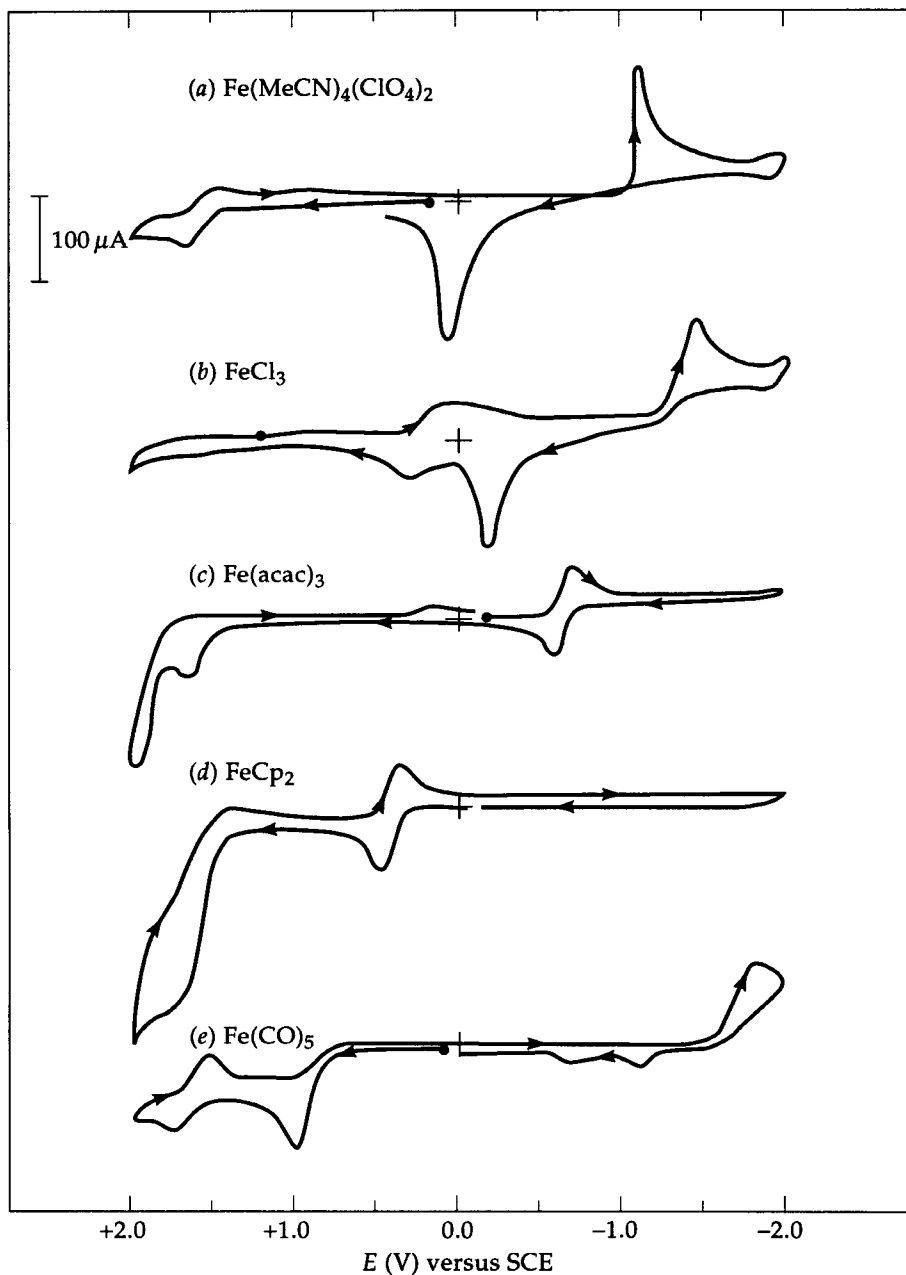 (a) Fe(MeCN)₄(ClO₄)₂
100 μA
(b) FeCl₃
(c) Fe(acac)₃
(d) FeCp₂
(e) Fe(CO)₅
+2.0 +1.0 0.0 −1.0 −2.0
E (V) versus SCE